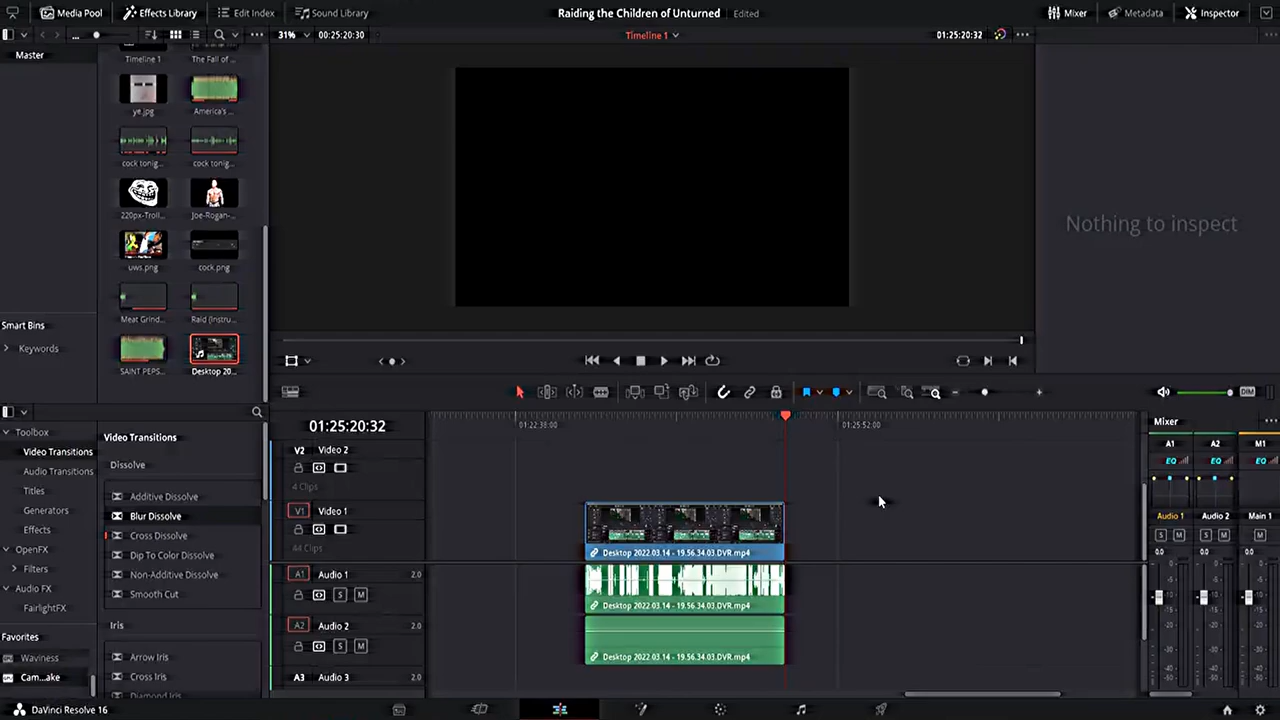 Media Pool Effects Library Edit Index Sound Library Raiding the Children of Unturned Edited Mixer Metadata Inspector
... 31% 00:25:20:30 Timeline 1 01:25:20:32
Master
Timeline 1 The Fall of ...
ye.jpg America's ...
cock tonig... cock tonig...
220px-Troll... Joe-Rogan-...
uws.png cock.png
Meat Grind... Raid (Instru...
SAINT PEPS... Desktop 20...
Nothing to inspect
Smart Bins
Keywords
DIM
Toolbox
Video Transitions
Audio Transitions
Titles
Generators
Effects
OpenFX
Filters
Audio FX
FairlightFX
Favorites
Waviness
Cam...ake
Video Transitions
Dissolve
Additive Dissolve
Blur Dissolve
Cross Dissolve
Dip To Color Dissolve
Non-Additive Dissolve
Smooth Cut
Iris
Arrow Iris
Cross Iris
Diamond Iris
01:25:20:32 01:22:38:00 01:25:52:00
V2 Video 2
4 Clips
V1 Video 1
44 Clips
Desktop 2022.03.14 - 19.56.34.03.DVR.mp4
A1 Audio 1 2.0
S M
Desktop 2022.03.14 - 19.56.34.03.DVR.mp4
A2 Audio 2 2.0
S M
Desktop 2022.03.14 - 19.56.34.03.DVR.mp4
A3 Audio 3 2.0
Mixer
A1 A2 M1
EQ EQ EQ
Audio 1 Audio 2 Main 1
S M S M M
0.0 0.0 0.0
DaVinci Resolve 16